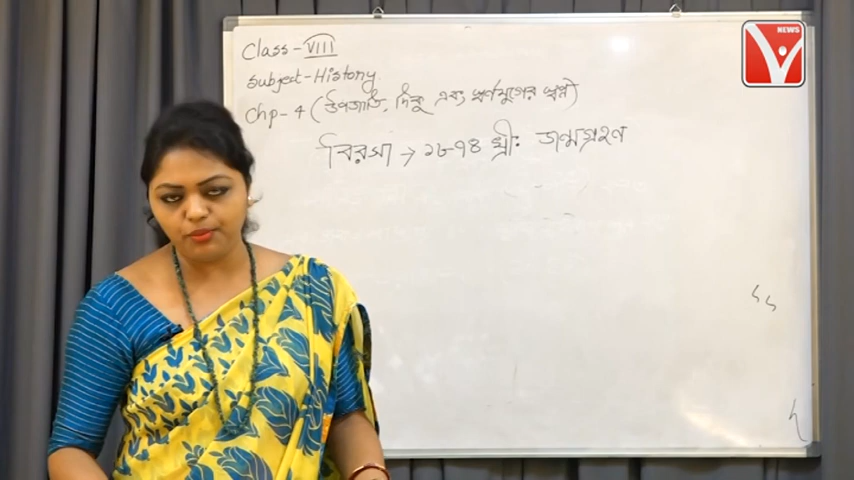 Class-VIII
Subject-History.
Chp-4 (উপজাতি, দিকু এবং স্বর্ণযুগের স্বপ্ন)
বিরসা → ১৮৭৪ খ্রীঃ জন্মগ্রহণ
NEWS